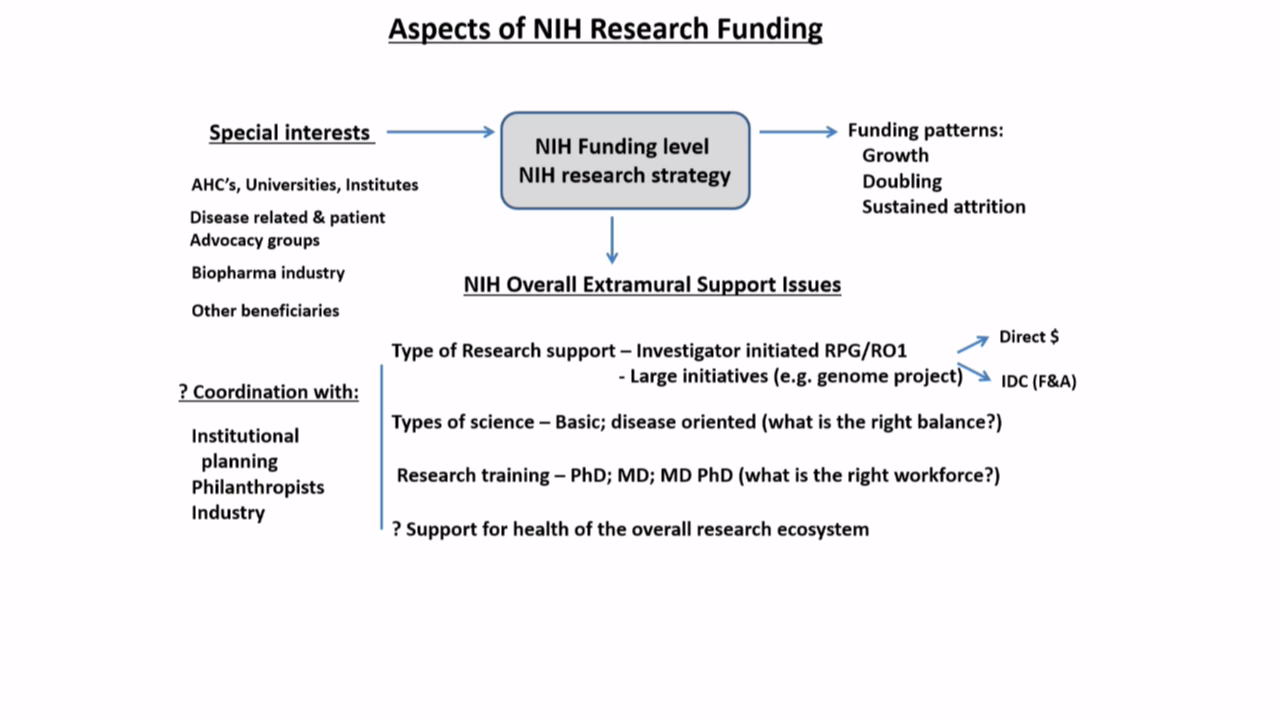 Aspects of NIH Research Funding
Special interests
AHC's, Universities, Institutes
Disease related & patient
Advocacy groups
Biopharma industry
Other beneficiaries
NIH Funding level
NIH research strategy
Funding patterns:
Growth
Doubling
Sustained attrition
NIH Overall Extramural Support Issues
Type of Research support – Investigator initiated RPG/RO1
- Large initiatives (e.g. genome project)
Direct $
IDC (F&A)
Types of science – Basic; disease oriented (what is the right balance?)
Research training – PhD; MD; MD PhD (what is the right workforce?)
? Support for health of the overall research ecosystem
? Coordination with:
Institutional
planning
Philanthropists
Industry